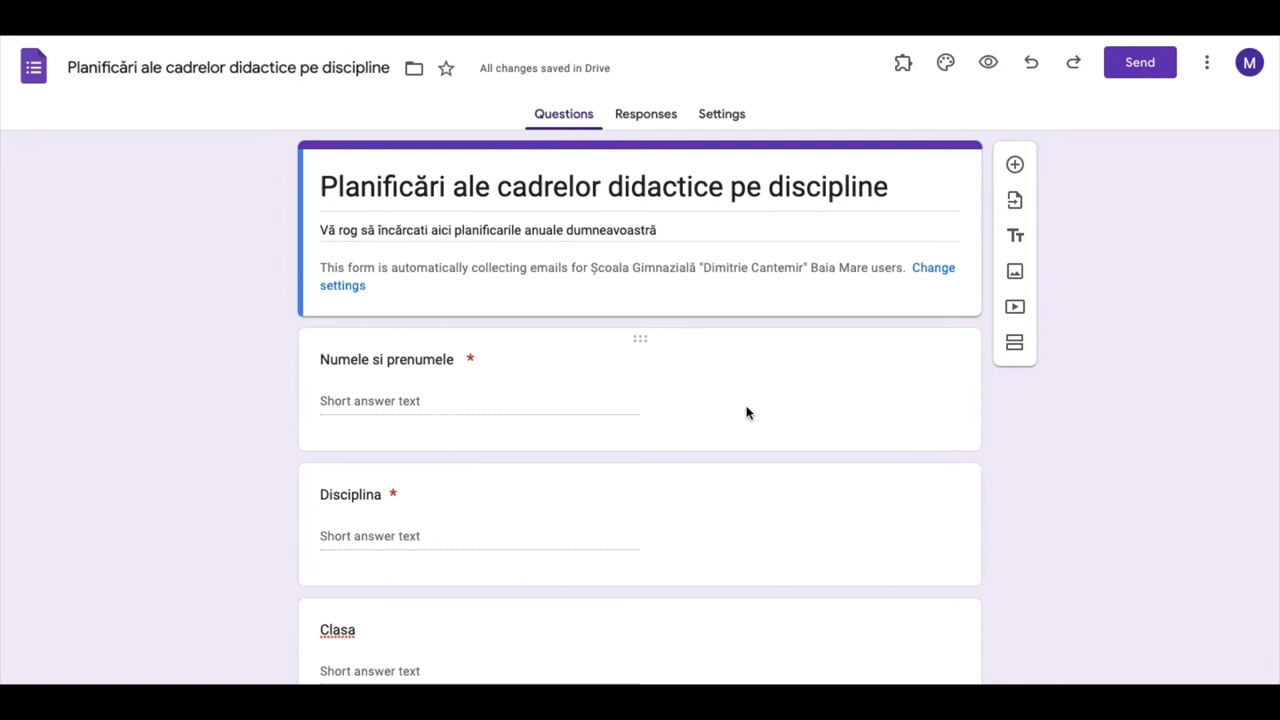 Planificări ale cadrelor didactice pe discipline
All changes saved in Drive
Send
M
Questions
Responses
Settings
Planificări ale cadrelor didactice pe discipline
Vă rog să încărcati aici planificarile anuale dumneavoastră
This form is automatically collecting emails for Școala Gimnazială "Dimitrie Cantemir" Baia Mare users. Change
settings
Tт
Numele si prenumele *
Short answer text
Disciplina *
Short answer text
Clasa
Short answer text